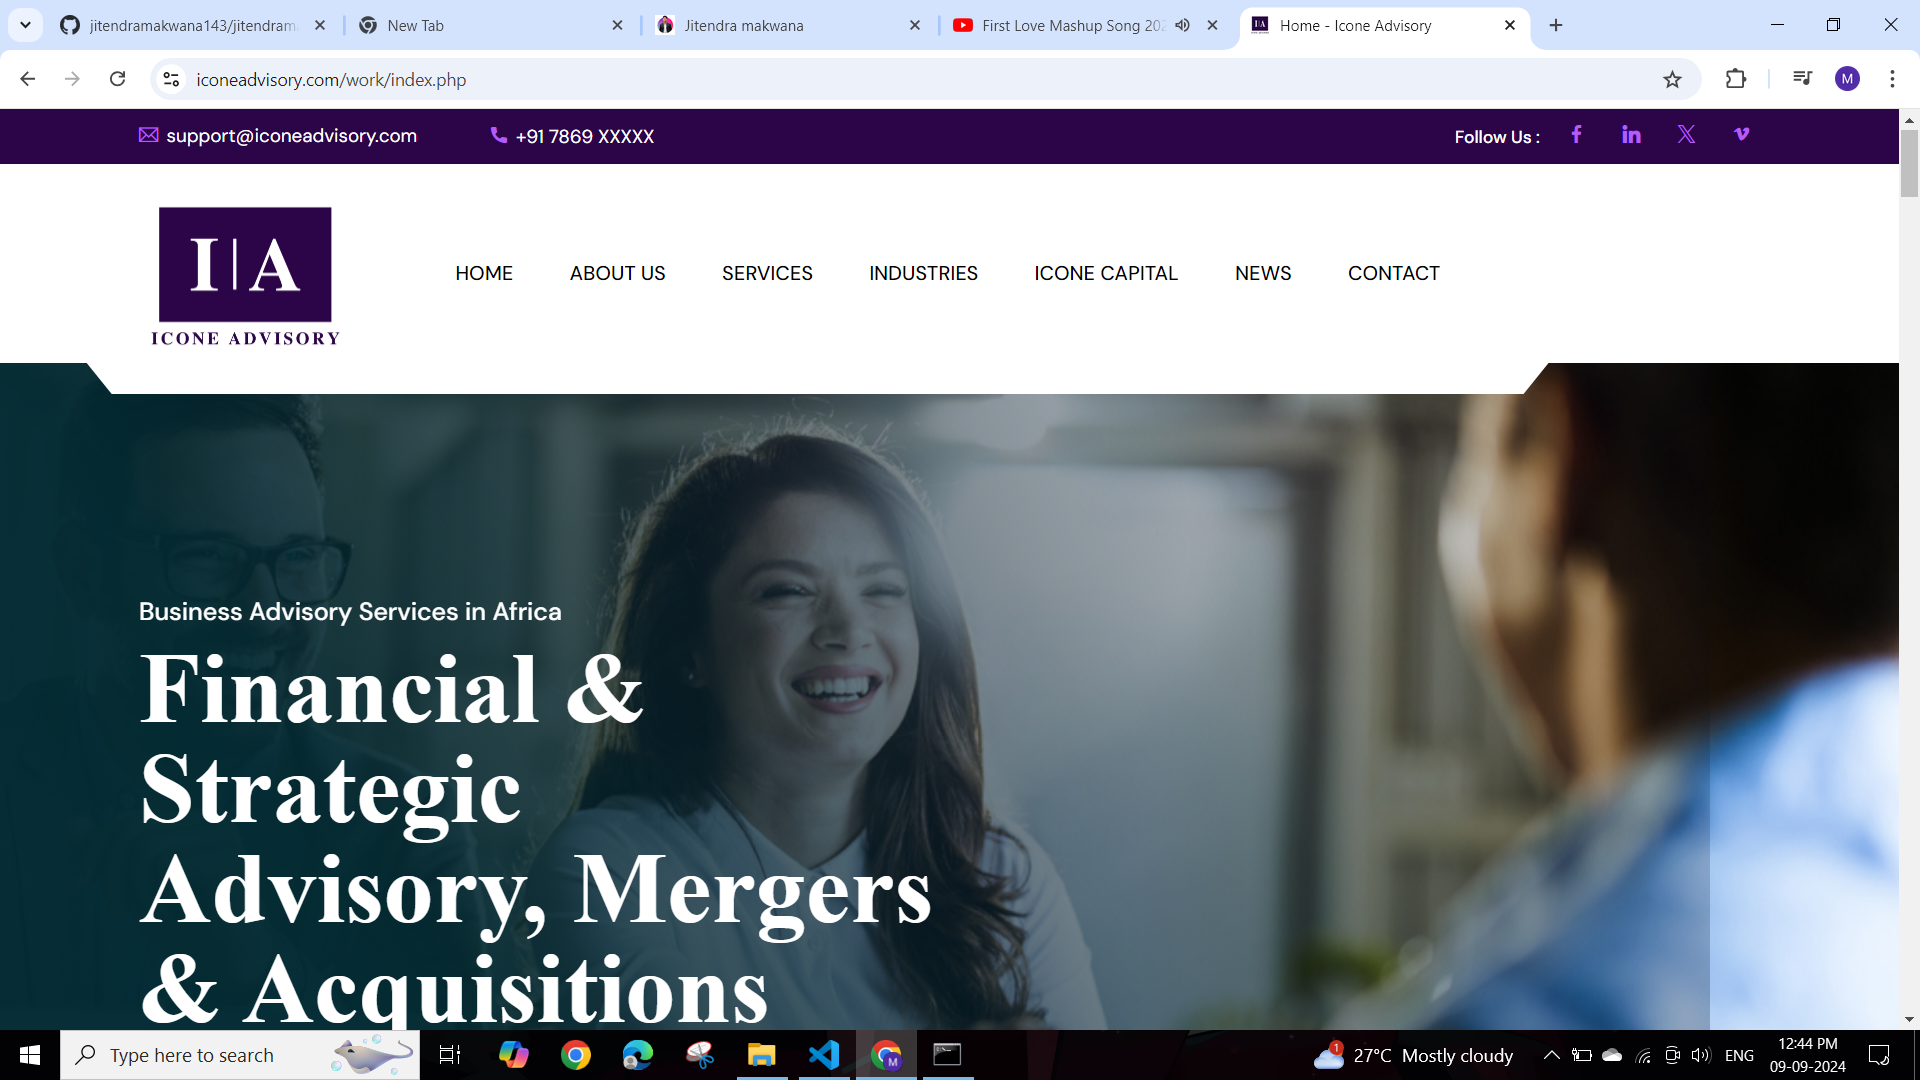 jitendramakwana143/jitendrama
New Tab
Jitendra makwana
First Love Mashup Song 202
Home - Icone Advisory
iconeadvisory.com/work/index.php
M
support@iconeadvisory.com
+91 7869 XXXXX
Follow Us :
I|A
ICONE ADVISORY
HOME
ABOUT US
SERVICES
INDUSTRIES
ICONE CAPITAL
NEWS
CONTACT
Business Advisory Services in Africa
Financial &
Strategic
Advisory, Mergers
& Acquisitions
Type here to search
M
1
27°C Mostly cloudy
ENG
12:44 PM
09-09-2024